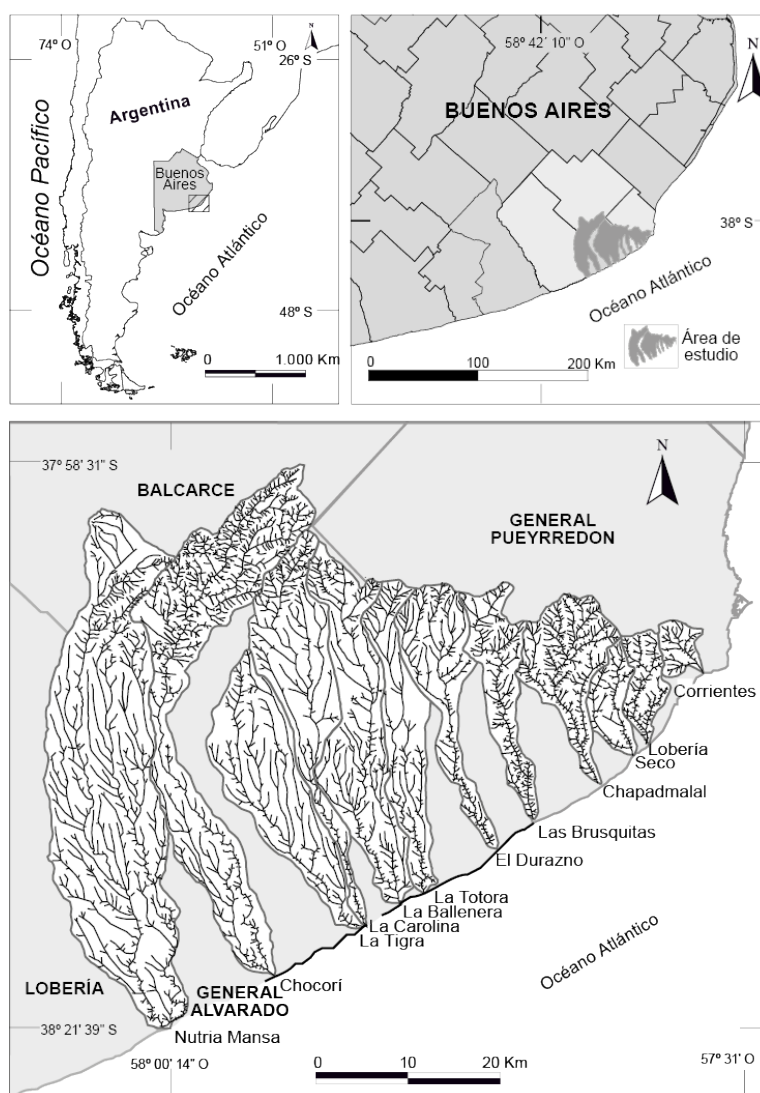 74º O
51º O
N
26º S
Argentina
Océano Pacífico
Buenos
Aires
Océano Atlántico
48º S
0
1.000 Km
58º 42' 10" O
N
BUENOS AIRES
38º S
Océano Atlántico
Área de
estudio
0
100
200 Km
37º 58' 31" S
N
BALCARCE
GENERAL
PUEYRREDON
Corrientes
Lobería
Seco
Chapadmalal
Las Brusquitas
El Durazno
La Totora
La Ballenera
La Carolina
La Tigra
Océano Atlántico
Chocorí
LOBERÍA
GENERAL
ALVARADO
38º 21' 39" S
Nutria Mansa
58º 00' 14" O
0
10
20 Km
57º 31' O